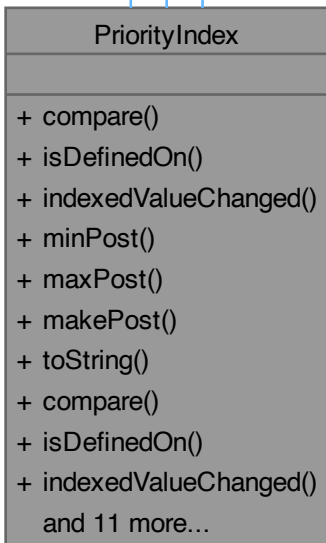 PriorityIndex
+ compare()
+ isDefinedOn()
+ indexedValueChanged()
+ minPost()
+ maxPost()
+ makePost()
+ toString()
+ compare()
+ isDefinedOn()
+ indexedValueChanged()
and 11 more...